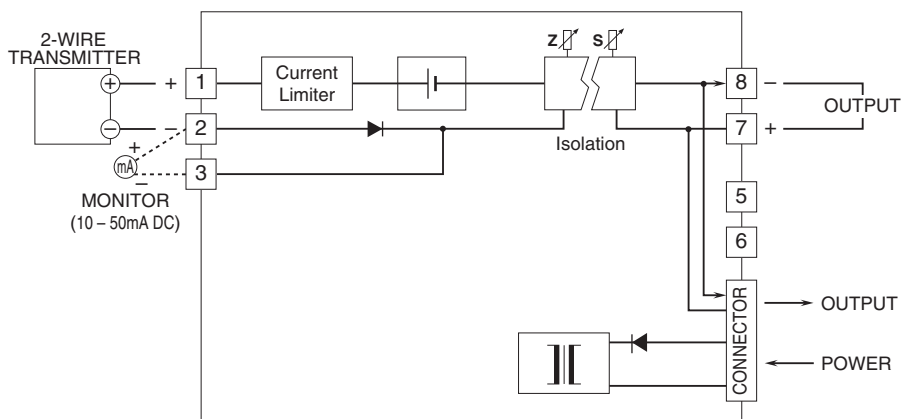 2-WIRE
TRANSMITTER
+
−
+
−
1
2
3
Current
Limiter
Z
S
Isolation
8
7
−
+
OUTPUT
+
mA
−
MONITOR
(10 – 50mA DC)
5
6
CONNECTOR
OUTPUT
POWER